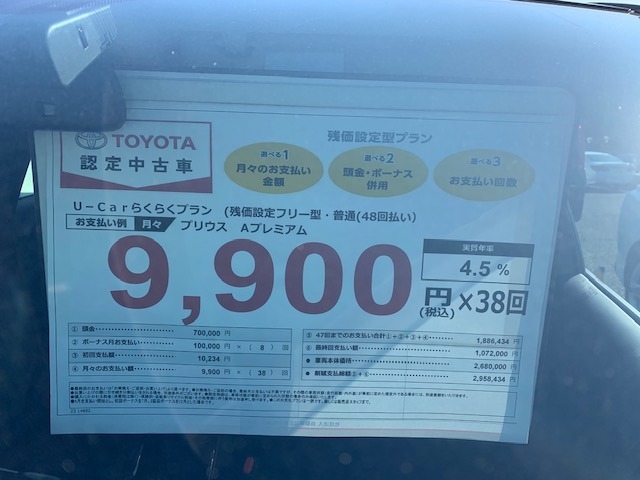 TOYOTA
認定中古車
残価設定型プラン
選べる1
月々のお支払い
金額
選べる2
頭金・ボーナス
併用
選べる3
お支払い回数
U-Carらくらくプラン (残価設定フリー型・普通(48回払い)
お支払い例 月々 プリウス Aプレミアム
9,900円(税込)×38回
実質年率
4.5%
① 頭金 700,000 円
② ボーナス月お支払い 100,000 円 × ( 8 ) 回
③ 初回支払額 10,234 円
④ 月々のお支払額 9,900 円 × ( 38 ) 回
⑤ 47回までのお支払い合計①+②+③+④ 1,886,434 円
⑥ 最終回支払い額 1,072,000 円
● 車両本体価格 2,680,000 円
● 割賦支払総額⑤+⑥ 2,958,434 円